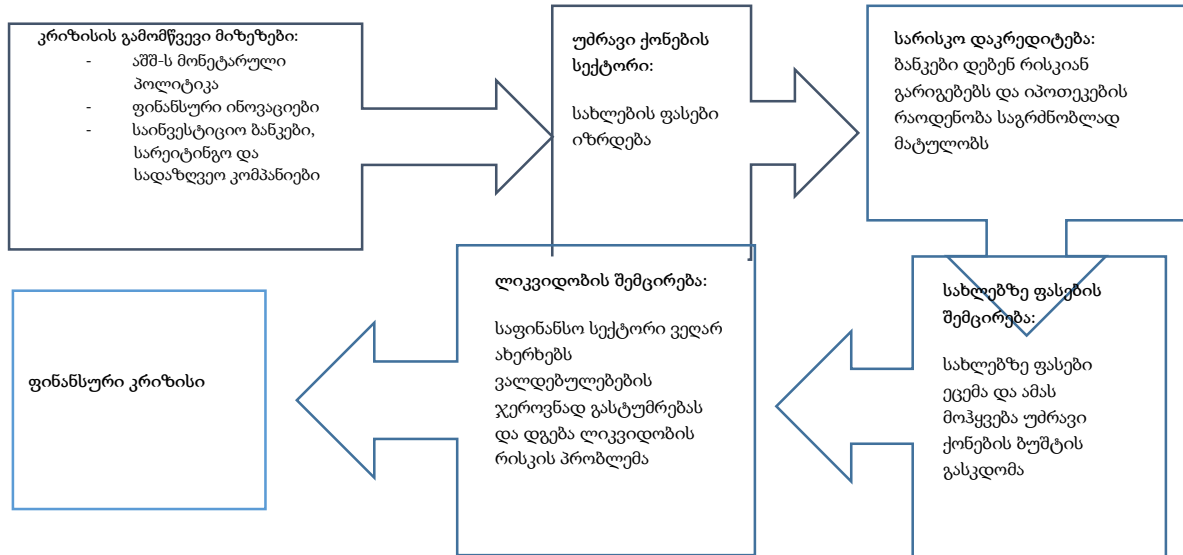 კრიზისის გამომწვევი მიზეზები:
- აშშ-ს მონეტარული
პოლიტიკა
- ფინანსური ინოვაციები
- საინვესტიციო ბანკები,
სარეიტინგო და
სადაზღვეო კომპანიები
უძრავი ქონების
სექტორი:
სახლების ფასები
იზრდება
სარისკო დაკრედიტება:
ბანკები დებენ რისკიან
გარიგებებს და იპოთეკების
რაოდენობა საგრძნობლად
მატულობს
სახლებზე ფასების
შემცირება:
სახლებზე ფასები
ეცემა და ამას
მოჰყვება უძრავი
ქონების ბუშტის
გასკდომა
ლიკვიდობის შემცირება:
საფინანსო სექტორი ვეღარ
ახერხებს
ვალდებულებების
ჯეროვნად გასტუმრებას
და დგება ლიკვიდობის
რისკის პრობლემა
ფინანსური კრიზისი